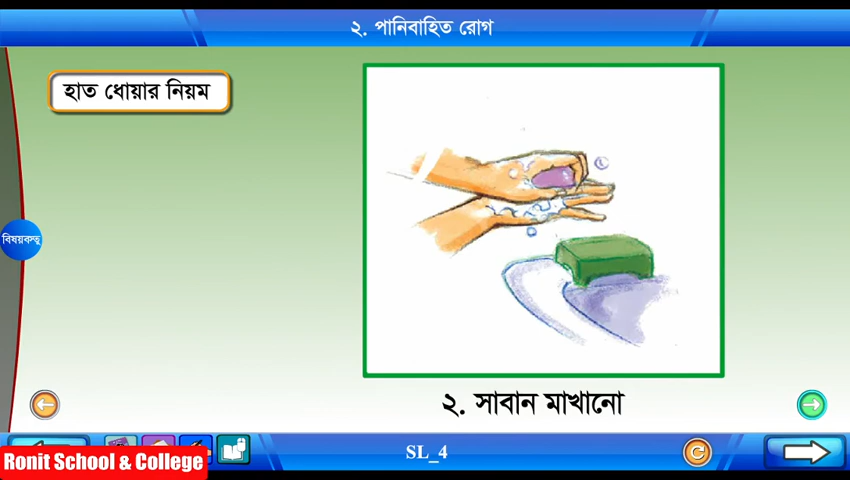 ২. পানিবাহিত রোগ
হাত ধোয়ার নিয়ম
বিষয়বস্তু
২. সাবান মাখানো
SL_4
Ronit School & College